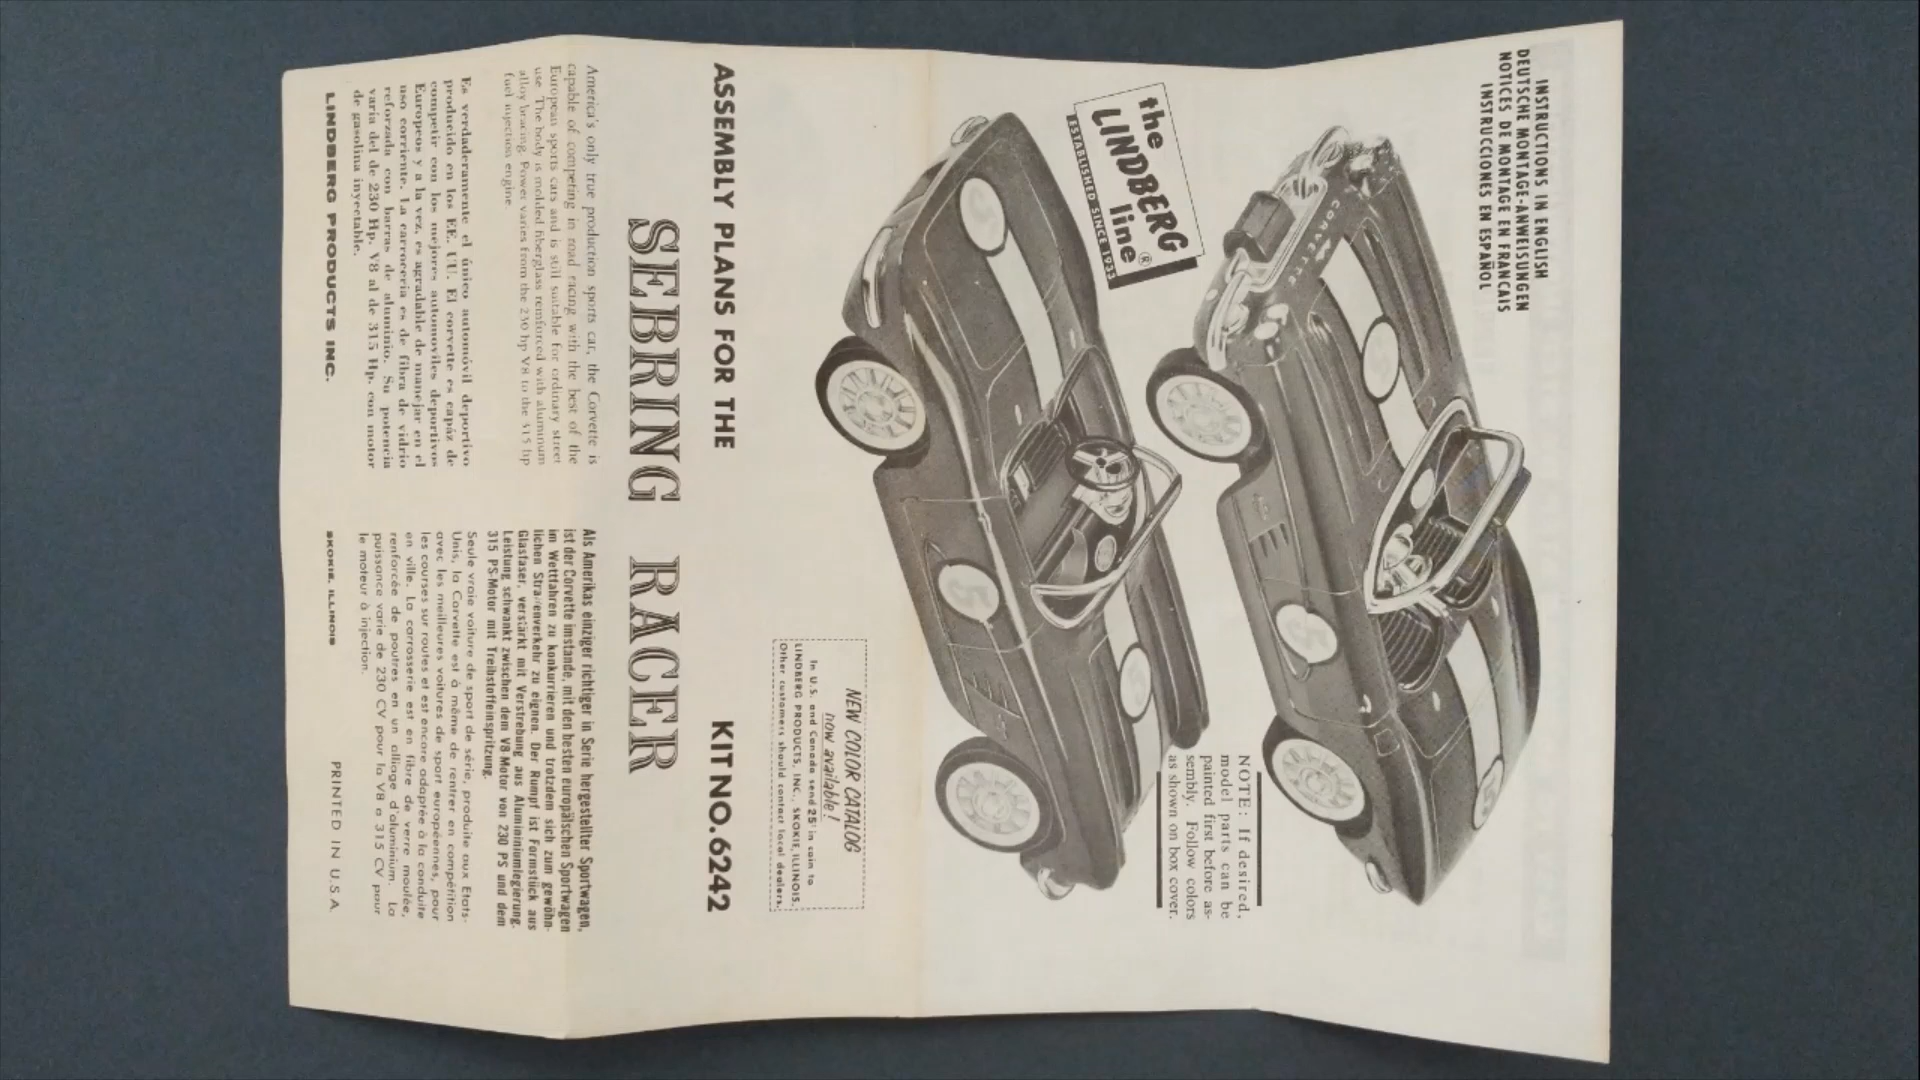 INSTRUCTIONS IN ENGLISH
DEUTSCHE MONTAGE-ANWEISUNGEN
NOTICES DE MONTAGE EN FRANCAIS
INSTRUCCIONES EN ESPAÑOL
CORVETTE
5
5
the
LINDBERG
line®
ESTABLISHED SINCE 1933
NOTE: If desired,
model parts can be
painted first before as-
sembly. Follow colors
as shown on box cover.
5
5
NEW COLOR CATALOG
now available!
In U.S. and Canada send 25¢ in coin to
LINDBERG PRODUCTS, INC., SKOKIE, ILLINOIS.
Other customers should contact local dealers.
ASSEMBLY PLANS FOR THE KIT NO. 6242
SEBRING RACER
America's only true production sports car, the Corvette is
capable of competing in road racing with the best of the
European sports cars and is still suitable for ordinary street
use. The body is molded fiberglass reinforced with aluminum
alloy bracing. Power varies from the 230 hp V8 to the 315 hp
fuel injection engine.
Es verdaderamente el único automóvil deportivo
producido en los EE. UU. El corvette es capáz de
competir con los mejores automoviles deportivos
Europeos y a la vez, es agradable de manejar en el
uso corriente. La carroceria es de fibra de vidrio
reforzada con barras de aluminio. Su potencia
varia del de 230 Hp. V8 al de 315 Hp. con motor
de gasolina inyectable.
Als Amerikas einziger richtiger in Serie hergestellter Sportwagen,
ist der Corvette imstande, mit den besten europäischen Sportwagen
im Wettfahren zu konkurrieren und trotzdem sich zum gewöhn-
lichen Straßenverkehr zu eignen. Der Rumpf ist Formstück aus
Glasfaser, verstärkt mit Verstrebung aus Aluminiumlegierung.
Leistung schwankt zwischen dem V8-Motor von 230 PS und dem
315 PS-Motor mit Treibstoffeinspritzung.
Seule vraie voiture de sport de série, produite aux Etats-
Unis, la Corvette est à même de rentrer en compétition
avec les meilleures voitures de sport européennes, pour
les courses sur routes et est encore adaptée à la conduite
en ville. La carrosserie est en fibre de verre moulée,
renforcée de poutres en un alliage d'aluminium. La
puissance varie de 230 CV pour la V8 a 315 CV pour
le moteur à injection.
LINDBERG PRODUCTS INC. SKOKIE, ILLINOIS PRINTED IN U.S.A.